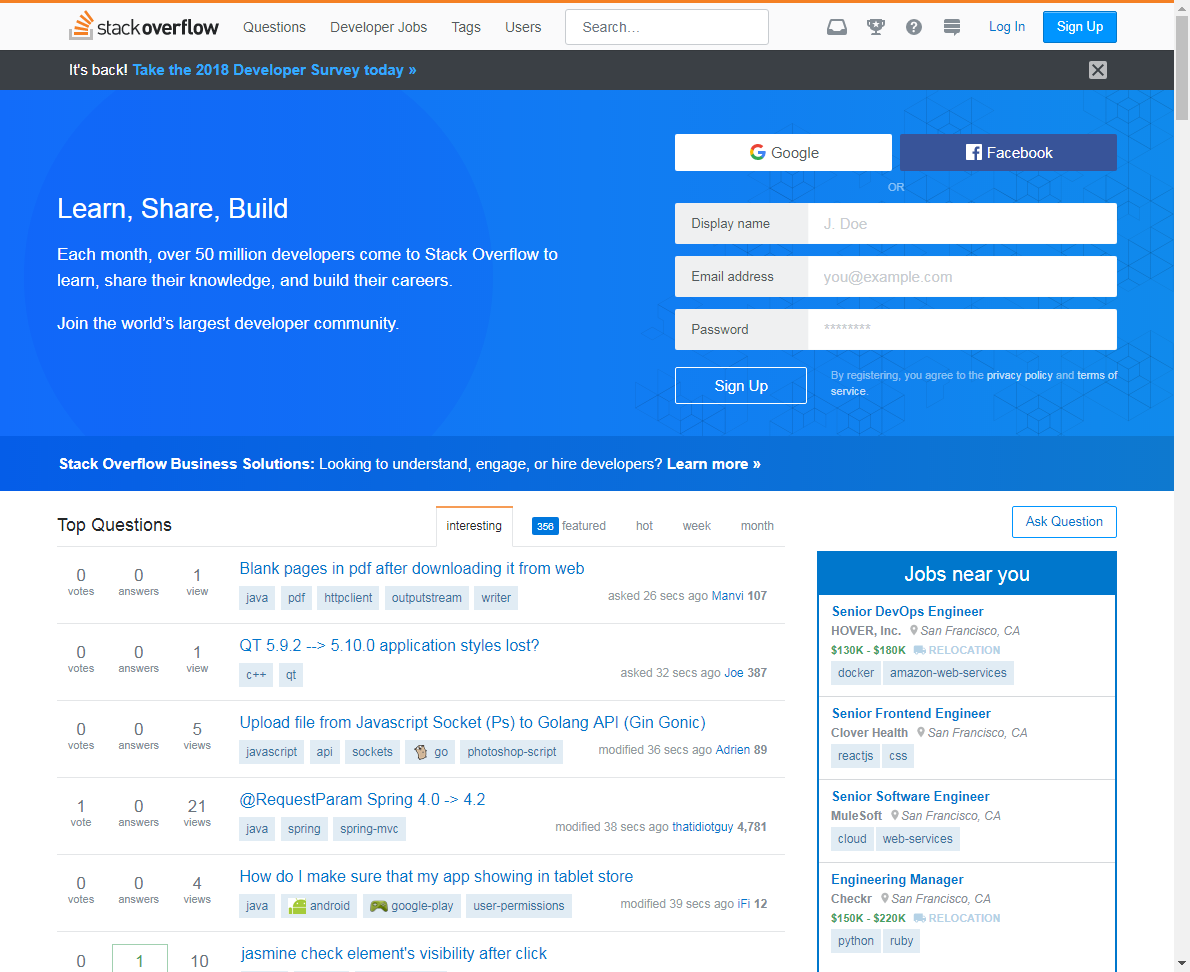 stackoverflow Questions Developer Jobs Tags Users Search... Log In Sign Up
It's back! Take the 2018 Developer Survey today »
Google Facebook
OR
Learn, Share, Build
Each month, over 50 million developers come to Stack Overflow to
learn, share their knowledge, and build their careers.
Join the world's largest developer community.
Display name J. Doe
Email address you@example.com
Password ********
Sign Up
By registering, you agree to the privacy policy and terms of
service.
Stack Overflow Business Solutions: Looking to understand, engage, or hire developers? Learn more »
Top Questions interesting 356 featured hot week month
0 votes 0 answers 1 view
Blank pages in pdf after downloading it from web
java pdf httpclient outputstream writer
asked 26 secs ago Manvi 107
0 votes 0 answers 1 view
QT 5.9.2 --> 5.10.0 application styles lost?
c++ qt
asked 32 secs ago Joe 387
0 votes 0 answers 5 views
Upload file from Javascript Socket (Ps) to Golang API (Gin Gonic)
javascript api sockets go photoshop-script
modified 36 secs ago Adrien 89
1 vote 0 answers 21 views
@RequestParam Spring 4.0 -> 4.2
java spring spring-mvc
modified 38 secs ago thatidiotguy 4,781
0 votes 0 answers 4 views
How do I make sure that my app showing in tablet store
java android google-play user-permissions
modified 39 secs ago iFi 12
0 1 10
jasmine check element's visibility after click
Ask Question
Jobs near you
Senior DevOps Engineer
HOVER, Inc. San Francisco, CA
$130K - $180K RELOCATION
docker amazon-web-services
Senior Frontend Engineer
Clover Health San Francisco, CA
reactjs css
Senior Software Engineer
MuleSoft San Francisco, CA
cloud web-services
Engineering Manager
Checkr San Francisco, CA
$150K - $220K RELOCATION
python ruby